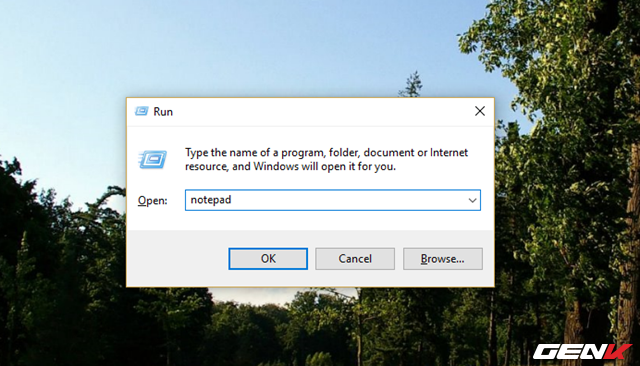 Run
Type the name of a program, folder, document or Internet
resource, and Windows will open it for you.
Open: notepad
OK Cancel Browse...
GENK